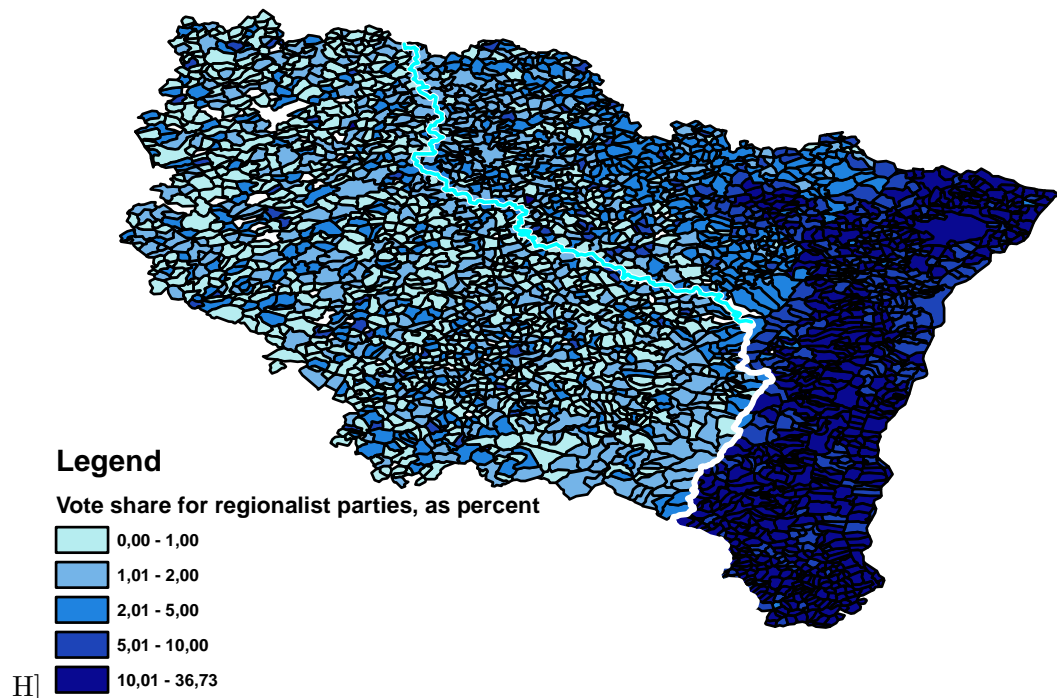 Legend
Vote share for regionalist parties, as percent
0,00 - 1,00
1,01 - 2,00
2,01 - 5,00
5,01 - 10,00
10,01 - 36,73
H]